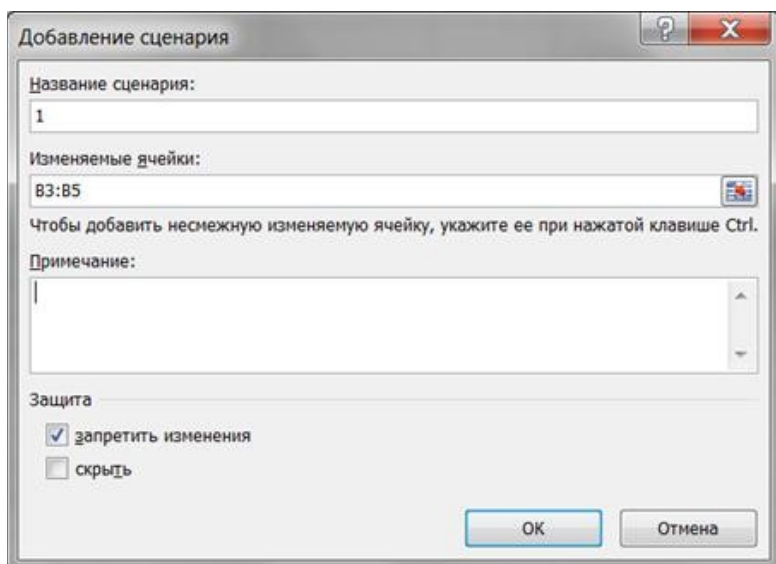 Добавление сценария
Название сценария:
1
Изменяемые ячейки:
B3:B5
Чтобы добавить несмежную изменяемую ячейку, укажите ее при нажатой клавише Ctrl.
Примечание:
Защита
запретить изменения
скрыть
ОК
Отмена